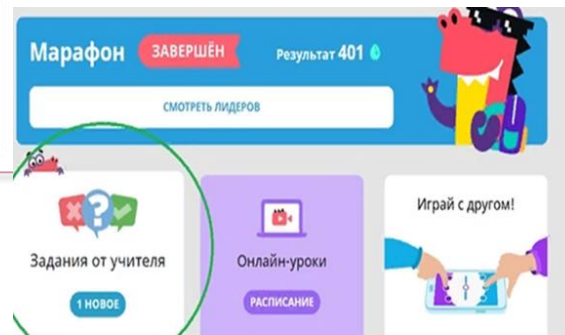 Марафон ЗАВЕРШЁН Результат 401
СМОТРЕТЬ ЛИДЕРОВ
Задания от учителя
1 НОВОЕ
Онлайн-уроки
РАСПИСАНИЕ
Играй с другом!